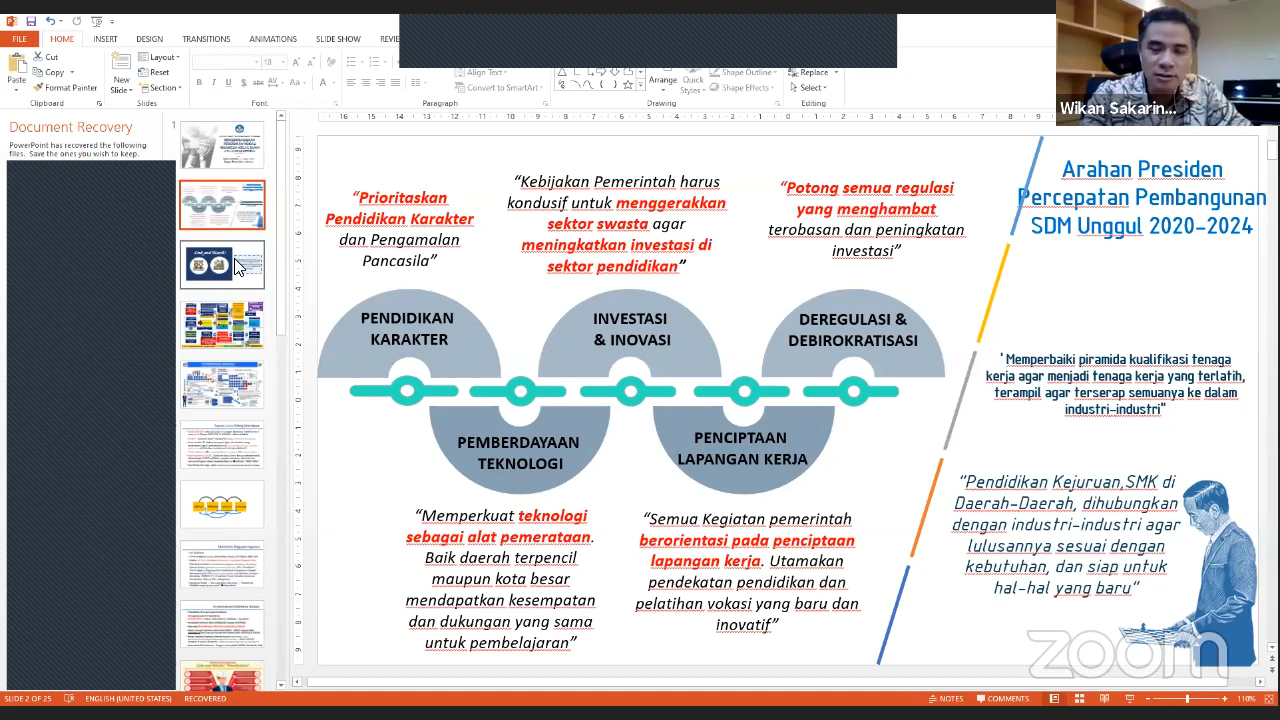 FILE HOME INSERT DESIGN TRANSITIONS ANIMATIONS SLIDE SHOW
Cut
Copy
Format Painter
Paste
Clipboard
New
Slide
Layout
Reset
Section
Slides
18
Font
Align Text
Convert to SmartArt
Paragraph
Arrange
Quick
Styles
Shape Outline
Shape Effects
Drawing
Replace
Select
Editing
Wikan Sakarin...
Document Recovery
PowerPoint has recovered the following
files. Save the ones you wish to keep.
1
Arahan Presiden
Percepatan Pembangunan
SDM Unggul 2020-2024
“Prioritaskan
Pendidikan Karakter
dan Pengamalan
Pancasila”
“Kebijakan Pemerintah harus
kondusif untuk menggerakkan
sektor swasta agar
meningkatkan investasi di
sektor pendidikan”
“Potong semua regulasi
yang menghambat
terobasan dan peningkatan
investasi”
PENDIDIKAN
KARAKTER
INVESTASI
& INOVASI
DEREGULASI &
DEBIROKRATISASI
PEMBERDAYAAN
TEKNOLOGI
PENCIPTAAN
LAPANGAN KERJA
“Memperkuat teknologi
sebagai alat pemerataan.
Baik daerah terpencil
maupun kota besar
mendapatkan kesempatan
dan dukungan yang sama
untuk pembelajaran
“Semua Kegiatan pemerintah
berorientasi pada penciptaan
lapangan kerja. Utamakan
pendekatan pendidikan dan
pelatihan vokasi yang baru dan
inovatif”
"Memperbaiki piramida kualifikasi tenaga
kerja agar menjadi tenaga kerja yang terlatih,
terampil agar terserap semuanya ke dalam
industri-industri"
“Pendidikan Kejuruan,SMK di
Daerah-Daerah, dihubungkan
dengan industri-industri agar
lulusannya sesuai dengan
kebutuhan, dan siap untuk
hal-hal yang baru”
zoom
SLIDE 2 OF 25 ENGLISH (UNITED STATES) RECOVERED NOTES COMMENTS 110%